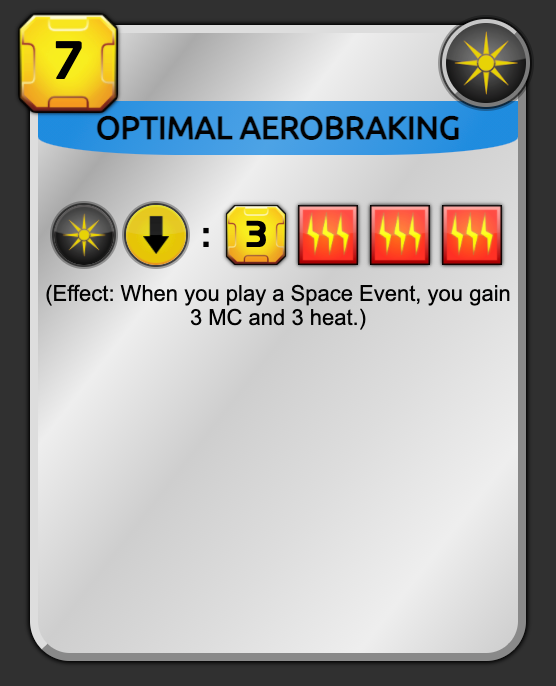 7
OPTIMAL AEROBRAKING
: 3
(Effect: When you play a Space Event, you gain
3 MC and 3 heat.)